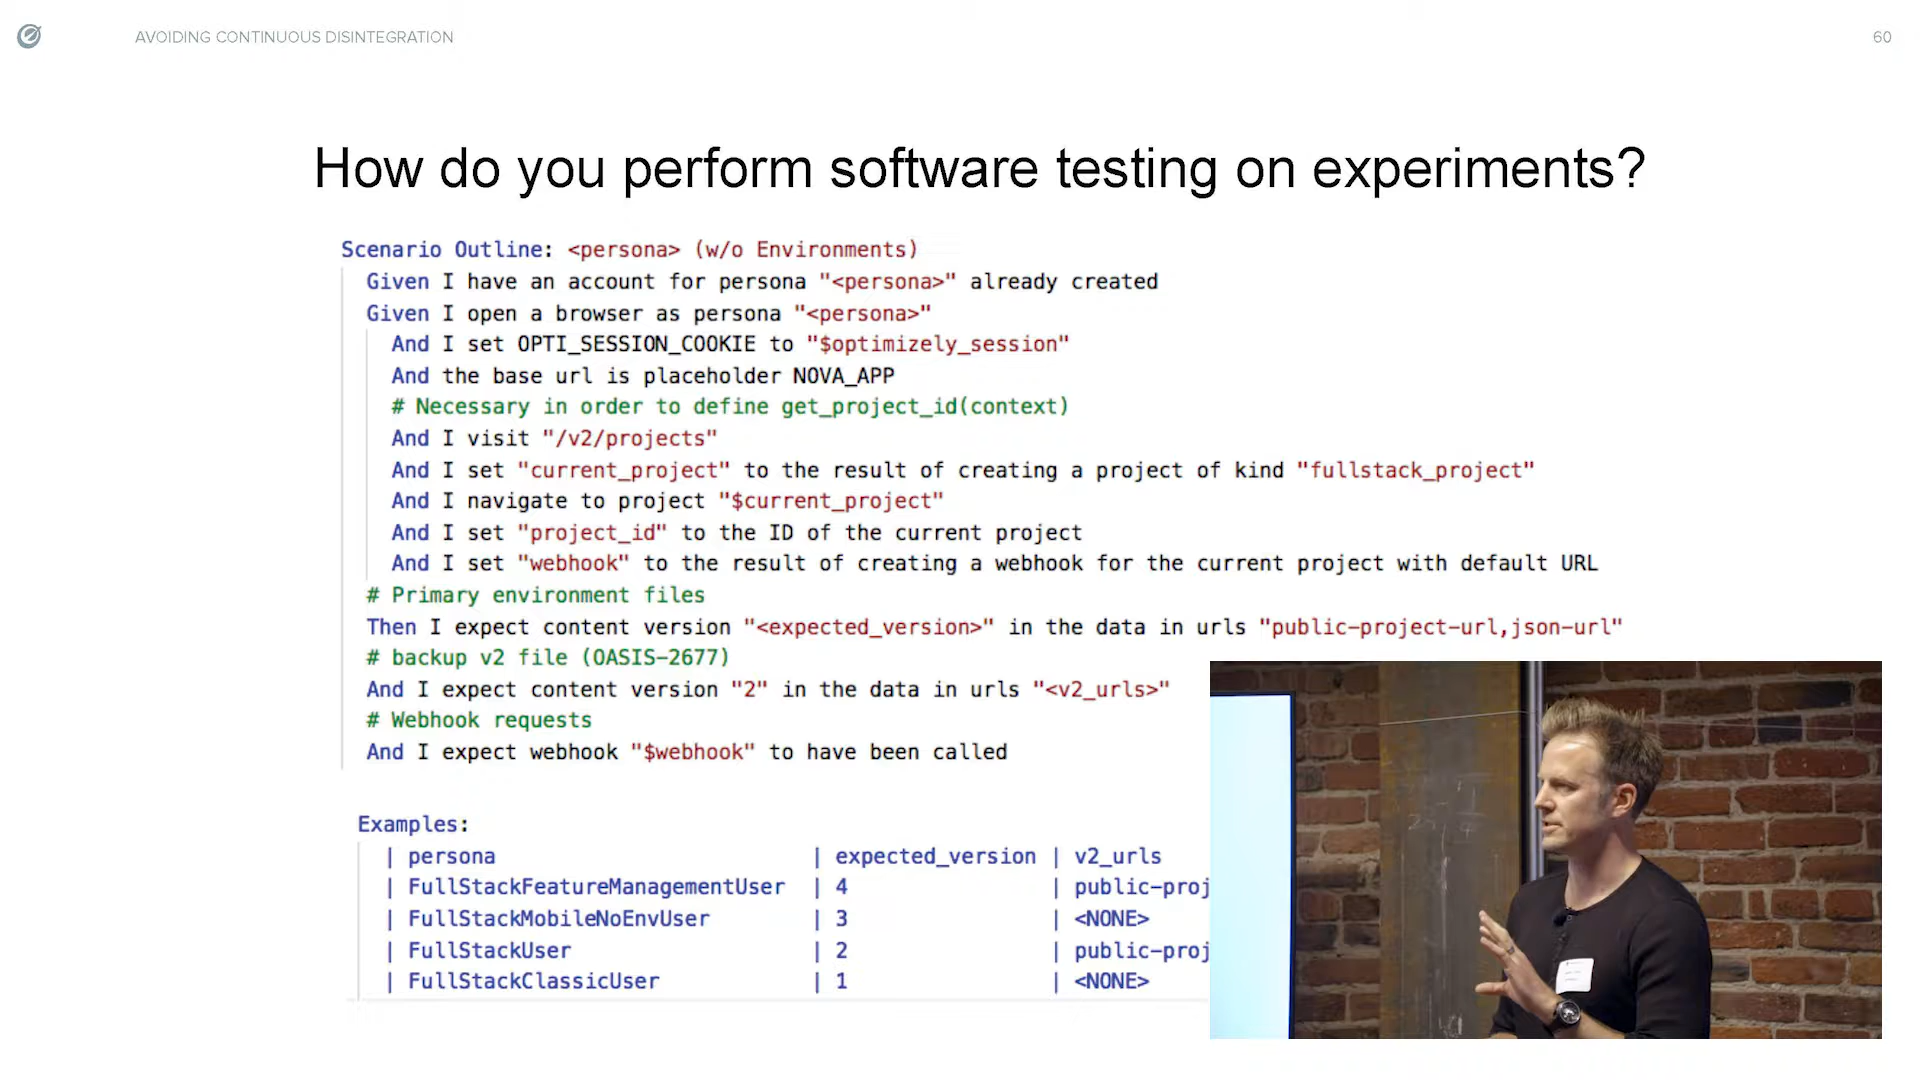 AVOIDING CONTINUOUS DISINTEGRATION
60
How do you perform software testing on experiments?
Scenario Outline: <persona> (w/o Environments)
Given I have an account for persona "<persona>" already created
Given I open a browser as persona "<persona>"
And I set OPTI_SESSION_COOKIE to "$optimizely_session"
And the base url is placeholder NOVA_APP
# Necessary in order to define get_project_id(context)
And I visit "/v2/projects"
And I set "current_project" to the result of creating a project of kind "fullstack_project"
And I navigate to project "$current_project"
And I set "project_id" to the ID of the current project
And I set "webhook" to the result of creating a webhook for the current project with default URL
# Primary environment files
Then I expect content version "<expected_version>" in the data in urls "public-project-url,json-url"
# backup v2 file (OASIS-2677)
And I expect content version "2" in the data in urls "<v2_urls>"
# Webhook requests
And I expect webhook "$webhook" to have been called
Examples:
| persona | expected_version | v2_urls
| FullStackFeatureManagementUser | 4 | public-proj
| FullStackMobileNoEnvUser | 3 | <NONE>
| FullStackUser | 2 | public-proj
| FullStackClassicUser | 1 | <NONE>